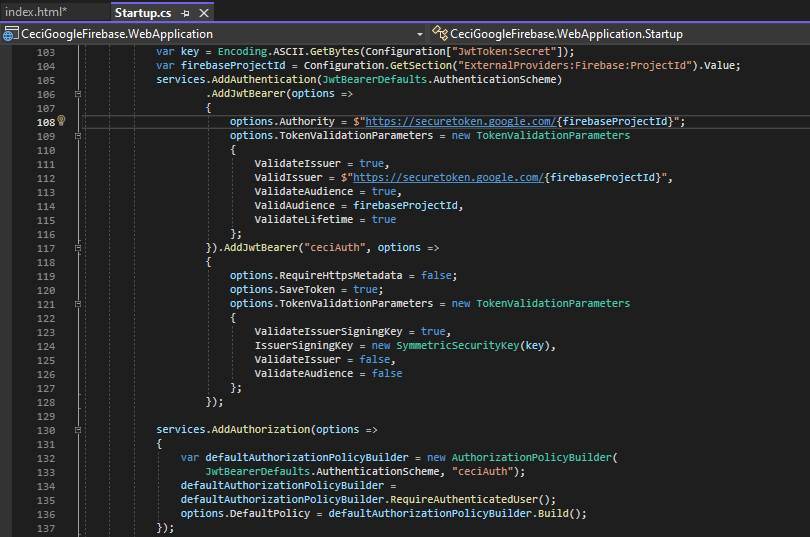 index.html*
Startup.cs
CeciGoogleFirebase.WebApplication
CeciGoogleFirebase.WebApplication.Startup
103 var key = Encoding.ASCII.GetBytes(Configuration["JwtToken:Secret"]);
104 var firebaseProjectId = Configuration.GetSection("ExternalProviders:Firebase:ProjectId").Value;
105 services.AddAuthentication(JwtBearerDefaults.AuthenticationScheme)
106 .AddJwtBearer(options =>
107 {
108 options.Authority = $"https://securetoken.google.com/{firebaseProjectId}";
109 options.TokenValidationParameters = new TokenValidationParameters
110 {
111 ValidateIssuer = true,
112 ValidIssuer = $"https://securetoken.google.com/{firebaseProjectId}",
113 ValidateAudience = true,
114 ValidAudience = firebaseProjectId,
115 ValidateLifetime = true
116 };
117 }).AddJwtBearer("ceciAuth", options =>
118 {
119 options.RequireHttpsMetadata = false;
120 options.SaveToken = true;
121 options.TokenValidationParameters = new TokenValidationParameters
122 {
123 ValidateIssuerSigningKey = true,
124 IssuerSigningKey = new SymmetricSecurityKey(key),
125 ValidateIssuer = false,
126 ValidateAudience = false
127 };
128 });
129
130 services.AddAuthorization(options =>
131 {
132 var defaultAuthorizationPolicyBuilder = new AuthorizationPolicyBuilder(
133 JwtBearerDefaults.AuthenticationScheme, "ceciAuth");
134 defaultAuthorizationPolicyBuilder =
135 defaultAuthorizationPolicyBuilder.RequireAuthenticatedUser();
136 options.DefaultPolicy = defaultAuthorizationPolicyBuilder.Build();
137 });